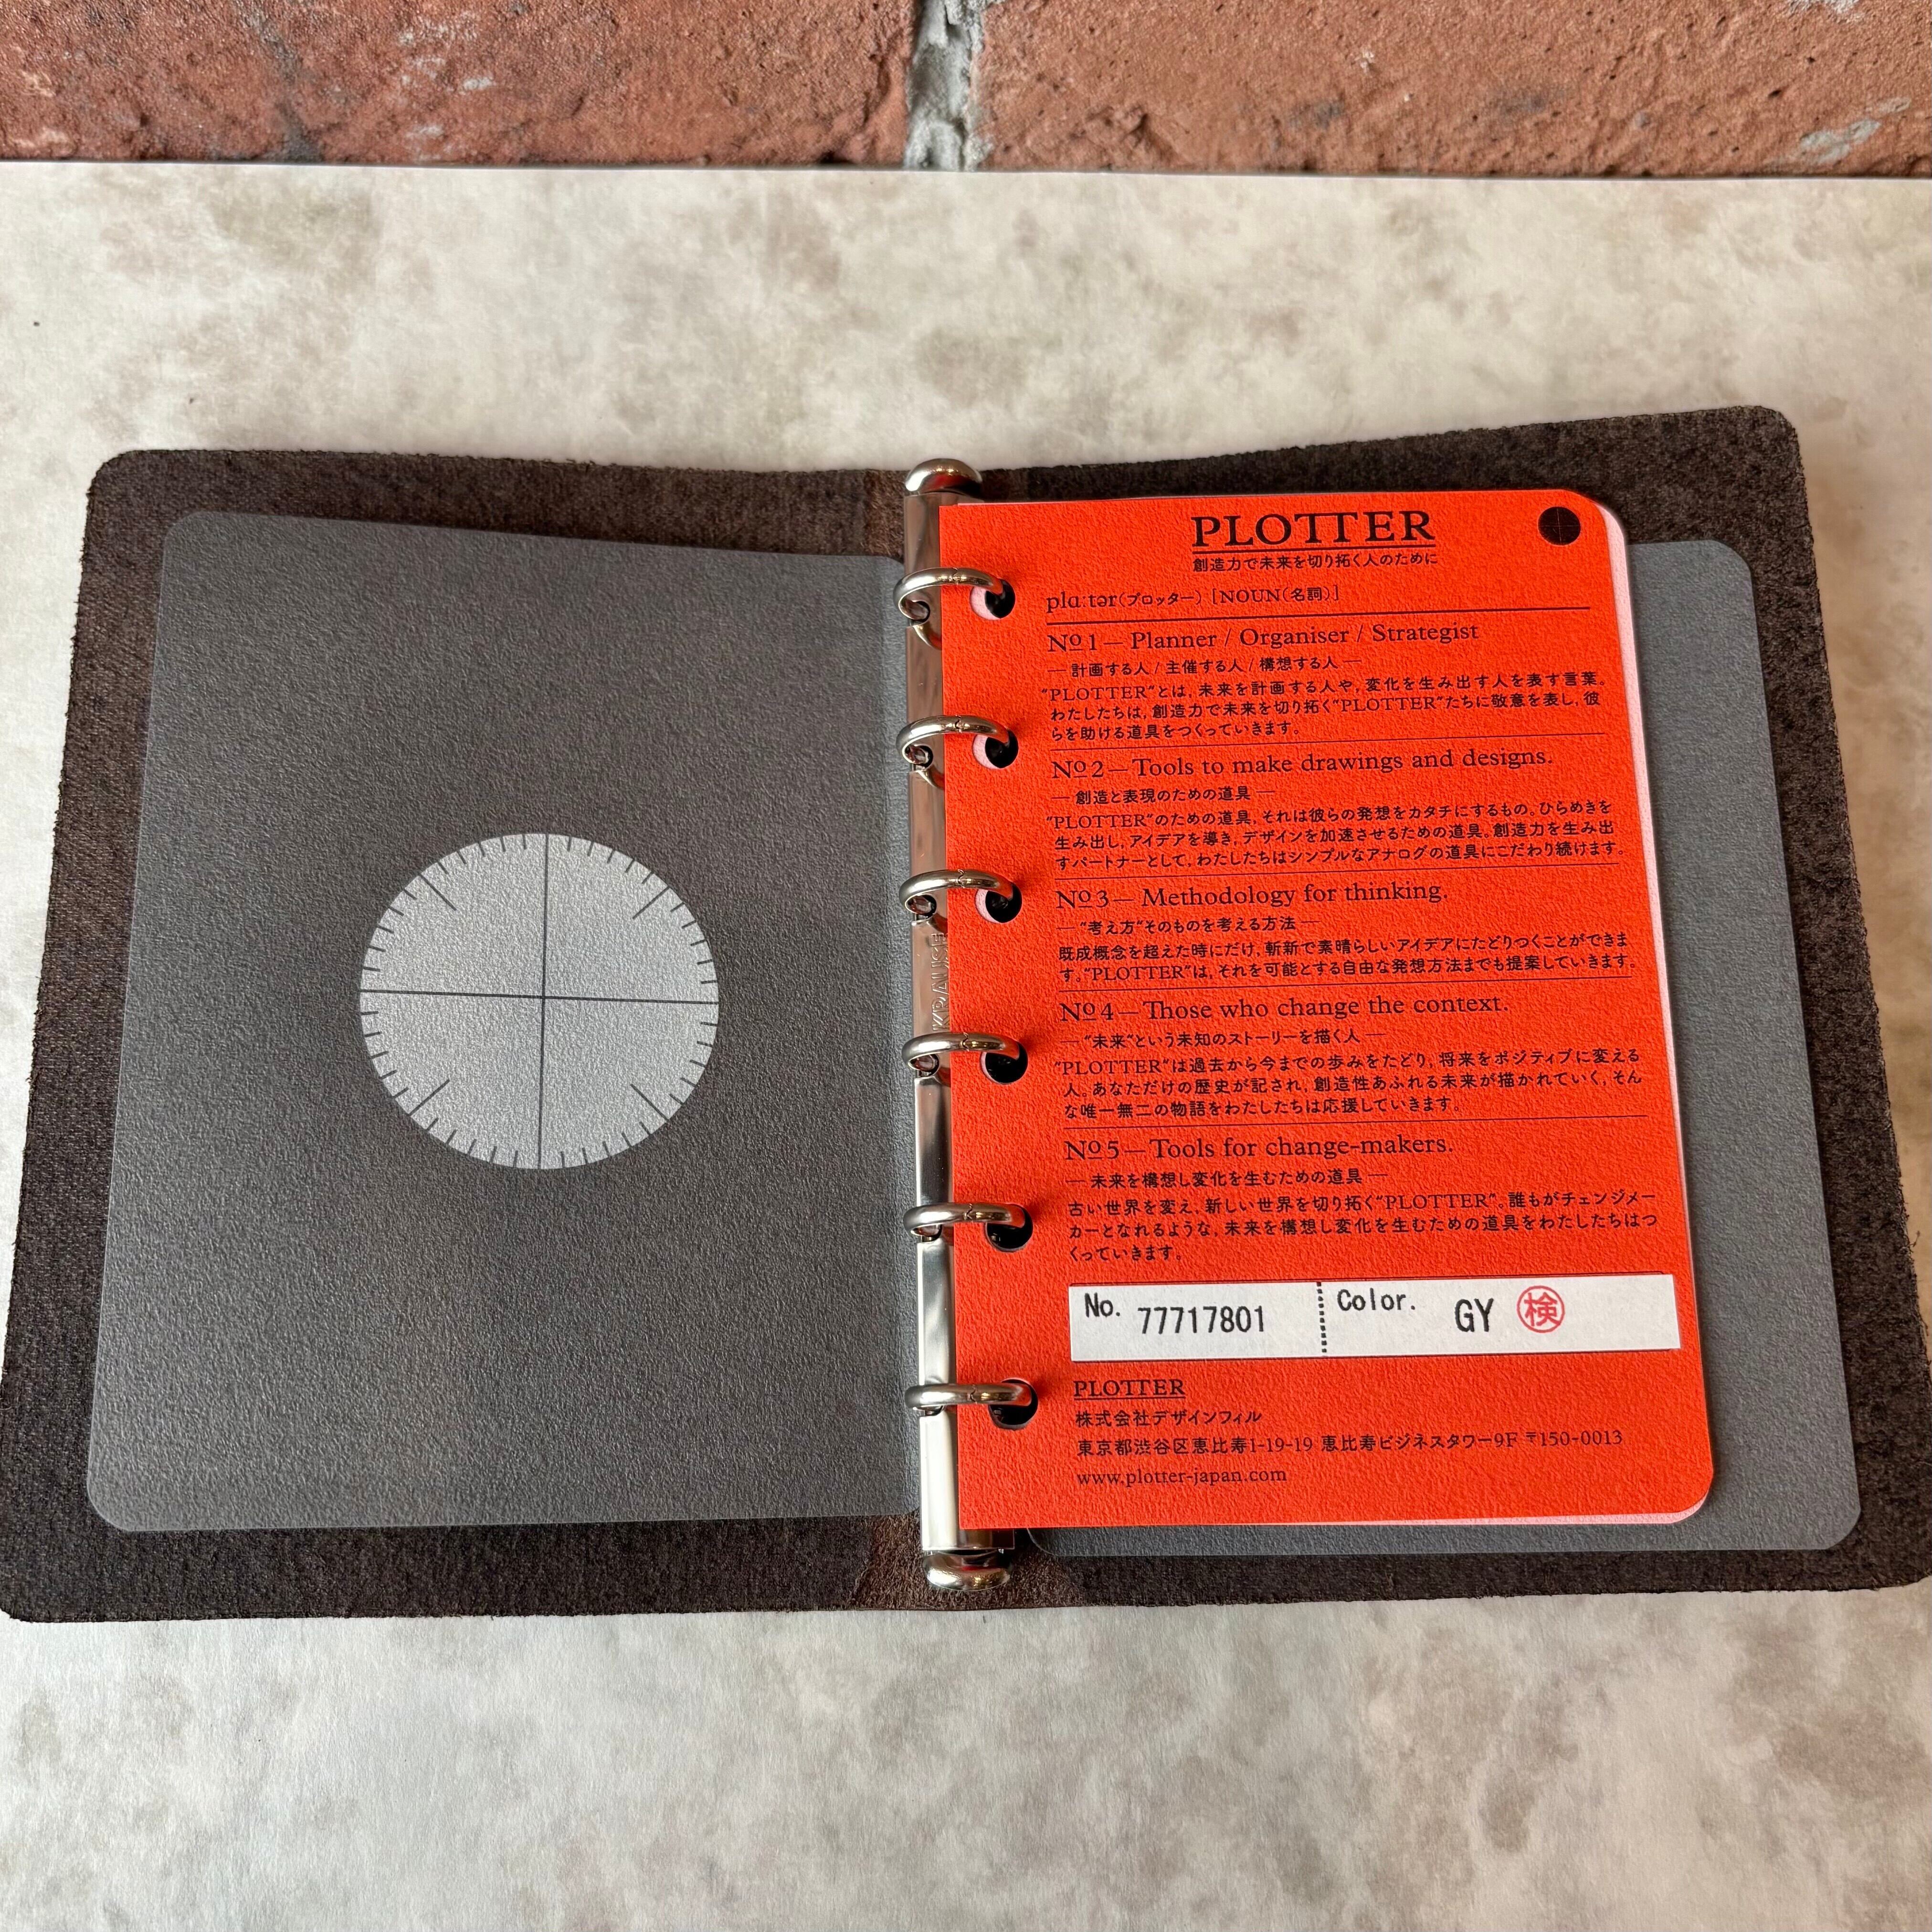 PLOTTER
創造力で未来を切り拓く人のために
plɑːtər(プロッター) [NOUN(名詞)]
№1— Planner / Organiser / Strategist
— 計画する人 / 主催する人 / 構想する人 —
"PLOTTER"とは, 未来を計画する人や, 変化を生み出す人を表す言葉。
わたしたちは, 創造力で未来を切り拓く"PLOTTER"たちに敬意を表し, 彼
らを助ける道具をつくっていきます。
№2—Tools to make drawings and designs.
— 創造と表現のための道具 —
"PLOTTER"のための道具, それは彼らの発想をカタチにするもの。ひらめきを
生み出し, アイデアを導き, デザインを加速させるための道具。創造力を生み出
すパートナーとして, わたしたちはシンプルなアナログの道具にこだわり続けます。
№3— Methodology for thinking.
— "考え方"そのものを考える方法 —
既成概念を超えた時にだけ, 斬新で素晴らしいアイデアにたどりつくことができま
す。"PLOTTER"は, それを可能とする自由な発想方法までも提案していきます。
№4—Those who change the context.
— "未来"という未知のストーリーを描く人 —
"PLOTTER"は過去から今までの歩みをたどり, 将来をポジティブに変える
人。あなただけの歴史が記され, 創造性あふれる未来が描かれていく, そん
な唯一無二の物語をわたしたちは応援していきます。
№5—Tools for change-makers.
— 未来を構想し変化を生むための道具 —
古い世界を変え, 新しい世界を切り拓く"PLOTTER"。誰もがチェンジメー
カーとなれるような, 未来を構想し変化を生むための道具をわたしたちはつ
くっていきます。
No. 77717801 Color. GY 検
PLOTTER
株式会社デザインフィル
東京都渋谷区恵比寿1-19-19 恵比寿ビジネスタワー9F 〒150-0013
www.plotter-japan.com
KRAUSE